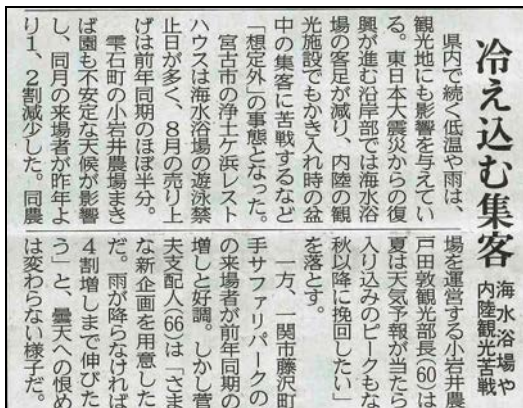 冷え込む集客
海水浴場や
内陸観光苦戦
県内で続く低温や雨は、
観光地にも影響を与えてい
る。東日本大震災からの復
興が進む沿岸部では海水浴
場の客足が減り、内陸の観
光施設でもかき入れ時の盆
中の集客に苦戦するなど
「想定外」の事態となった。
宮古市の浄土ケ浜レスト
ハウスは海水浴場の遊泳禁
止日が多く、8月の売り上
げは前年同期のほぼ半分。
雫石町の小岩井農場まき
ば園も不安定な天候が影響
し、同月の来場者が昨年よ
り1、2割減少した。同農
場を運営する小岩井農
戸田敦観光部長(60)は
夏は天気予報が当たら
入り込みのピークもな
秋以降に挽回したい」
を落とす。
一方、一関市藤沢町
手サファリパークの
の来場者が前年同期の
増しと好調。しかし菅
夫支配人(66)は「さま
な新企画を用意した
だ。雨が降らなければ
4割増しまで伸びた
う」と、曇天への恨め
は変わらない様子だ。